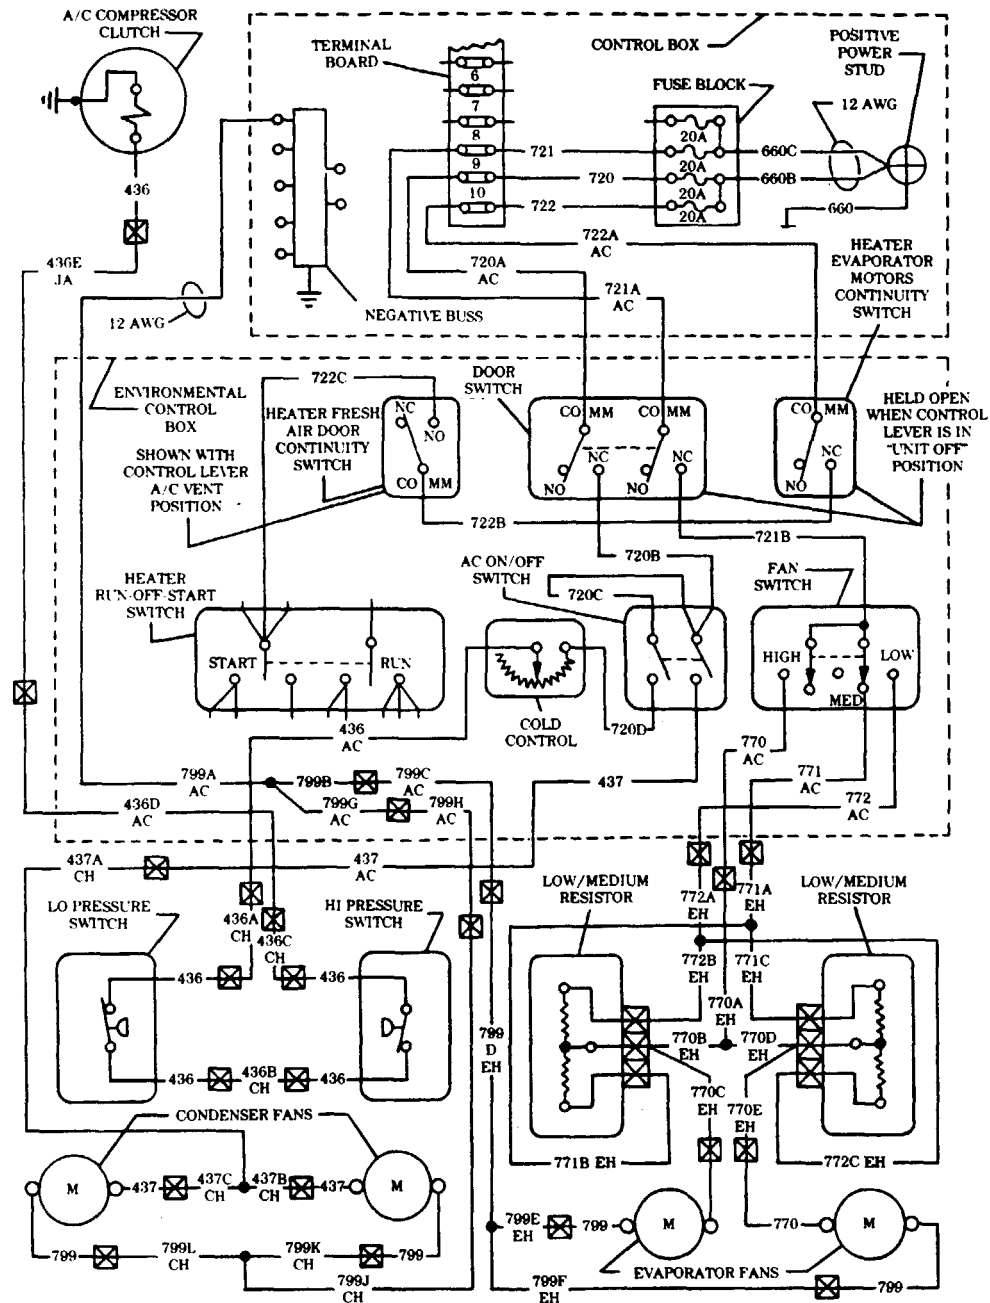 A/C COMPRESSOR
CLUTCH
TERMINAL
BOARD
CONTROL BOX
POSITIVE
POWER
STUD
FUSE BLOCK
12 AWG
6
7
8
9
10
20A
20A
20A
20A
721
720
722
660C
660B
660
436
722A
AC
720A
AC
721A
AC
HEATER
EVAPORATOR
MOTORS
CONTINUITY
SWITCH
436E
JA
12 AWG
NEGATIVE BUSS
ENVIRONMENTAL
CONTROL
BOX
722C
DOOR
SWITCH
HEATER FRESH
AIR DOOR
CONTINUITY
SWITCH
NC
NO
CO MM
CO MM
CO MM
CO MM
NC
NC
NC
NO
NO
NO
HELD OPEN
WHEN CONTROL
LEVER IS IN
"UNIT OFF"
POSITION
SHOWN WITH
CONTROL LEVER
A/C VENT
POSITION
722B
721B
720B
HEATER
RUN-OFF-START
SWITCH
AC ON/OFF
SWITCH
720C
FAN
SWITCH
START
RUN
HIGH
LOW
MED
436
AC
COLD
CONTROL
720D
770
AC
771
AC
772
AC
799A
AC
799B
799C
AC
437
436D
AC
799G
AC
799H
AC
437A
CH
437
AC
LO PRESSURE
SWITCH
HI PRESSURE
SWITCH
436A
CH
436C
CH
LOW/MEDIUM
RESISTOR
LOW/MEDIUM
RESISTOR
772A
EH
771A
EH
772B
EH
771C
EH
436
436
770A
EH
799
D
EH
770B
EH
770D
EH
436
436B
CH
436
770C
EH
770E
EH
CONDENSER FANS
771B EH
772C EH
M
437
437C
CH
437B
CH
437
M
799E
EH
799
M
770
M
799
799L
CH
799K
CH
799
799J
CH
EVAPORATOR FANS
799F
EH
799